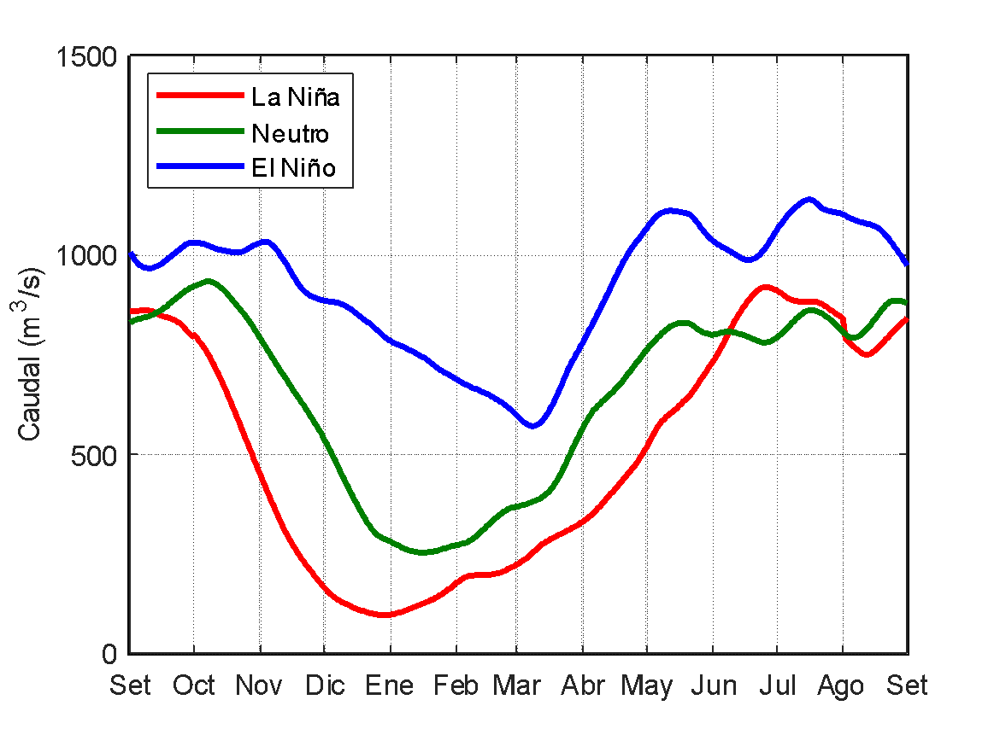 1500
1000
500
0
Caudal (m³/s)
La Niña
Neutro
El Niño
Set Oct Nov Dic Ene Feb Mar Abr May Jun Jul Ago Set